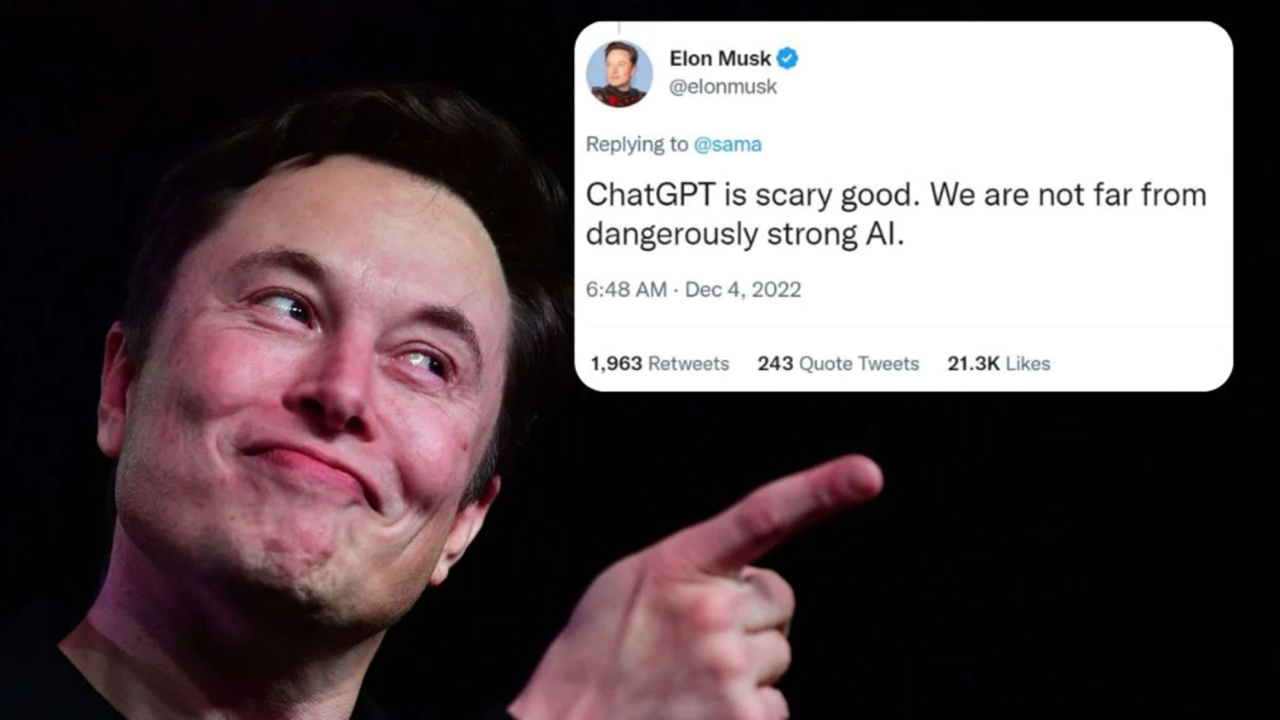 Elon Musk
@elonmusk
Replying to @sama
ChatGPT is scary good. We are not far from
dangerously strong AI.
6:48 AM · Dec 4, 2022
1,963 Retweets 243 Quote Tweets 21.3K Likes